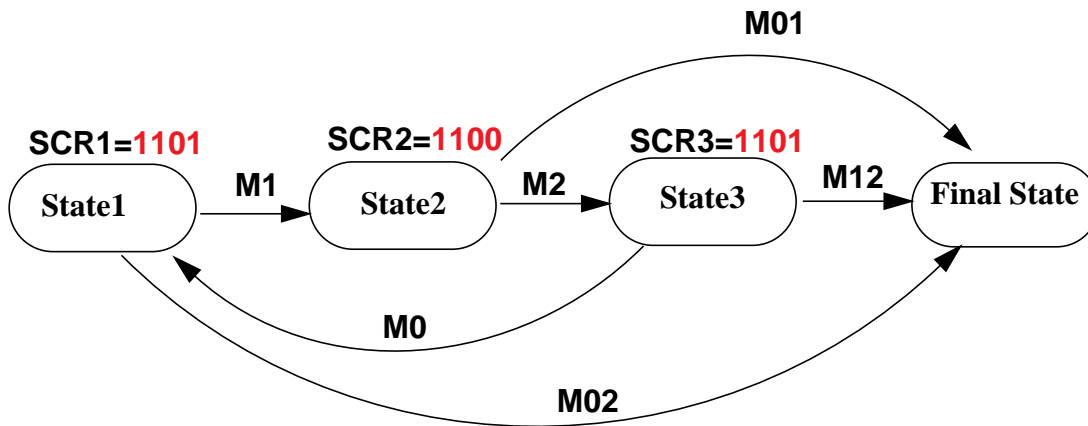 M01
SCR1=1101
SCR2=1100
SCR3=1101
State1
M1
State2
M2
State3
M12
Final State
M0
M02